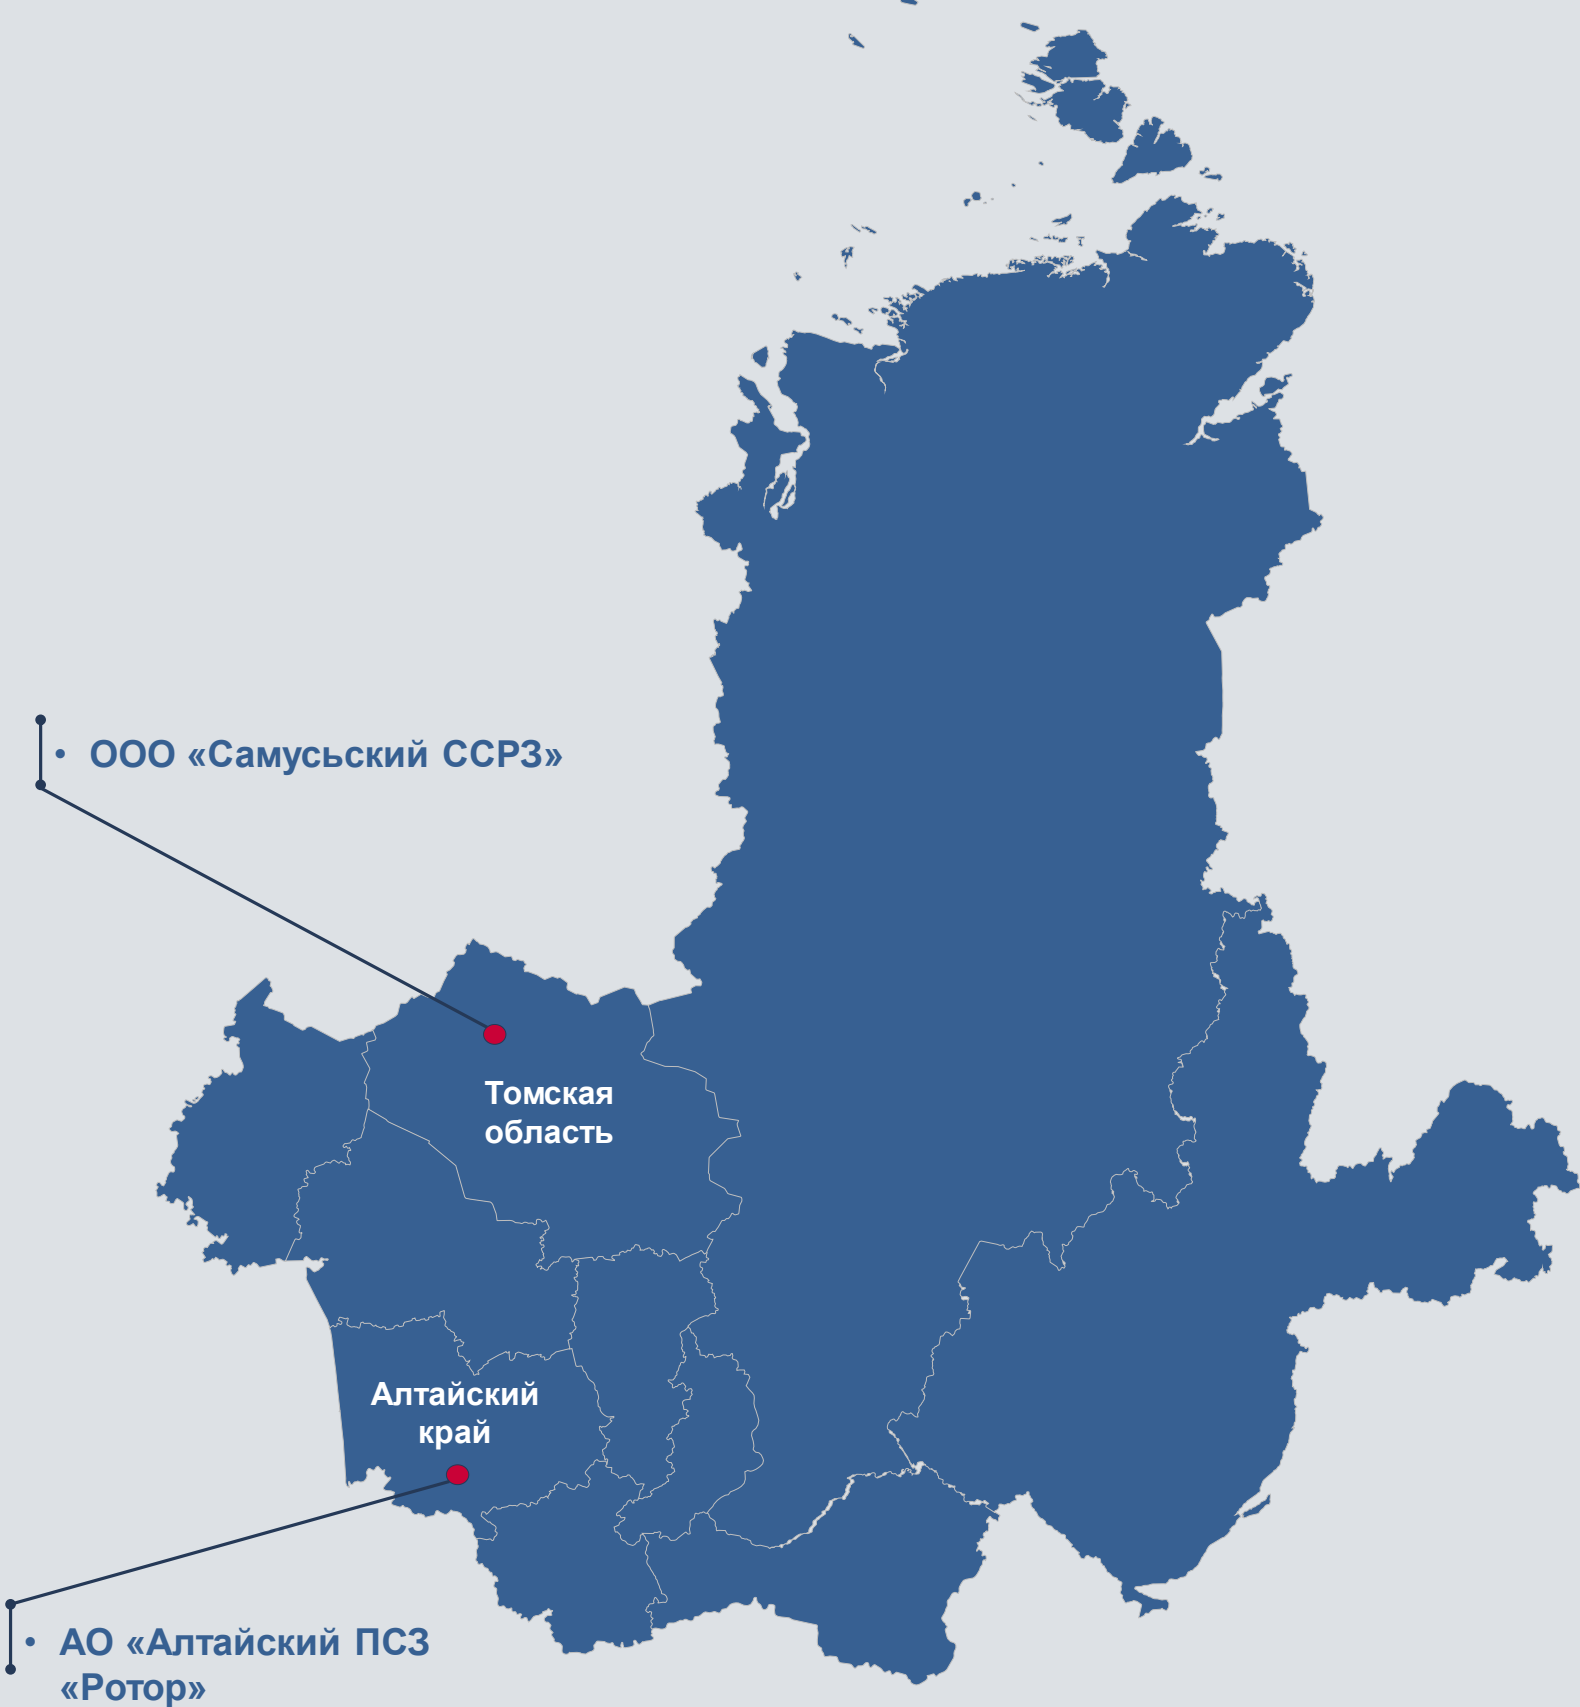 • ООО «Самусьский ССРЗ»
Томская
область
Алтайский
край
• АО «Алтайский ПСЗ
«Ротор»